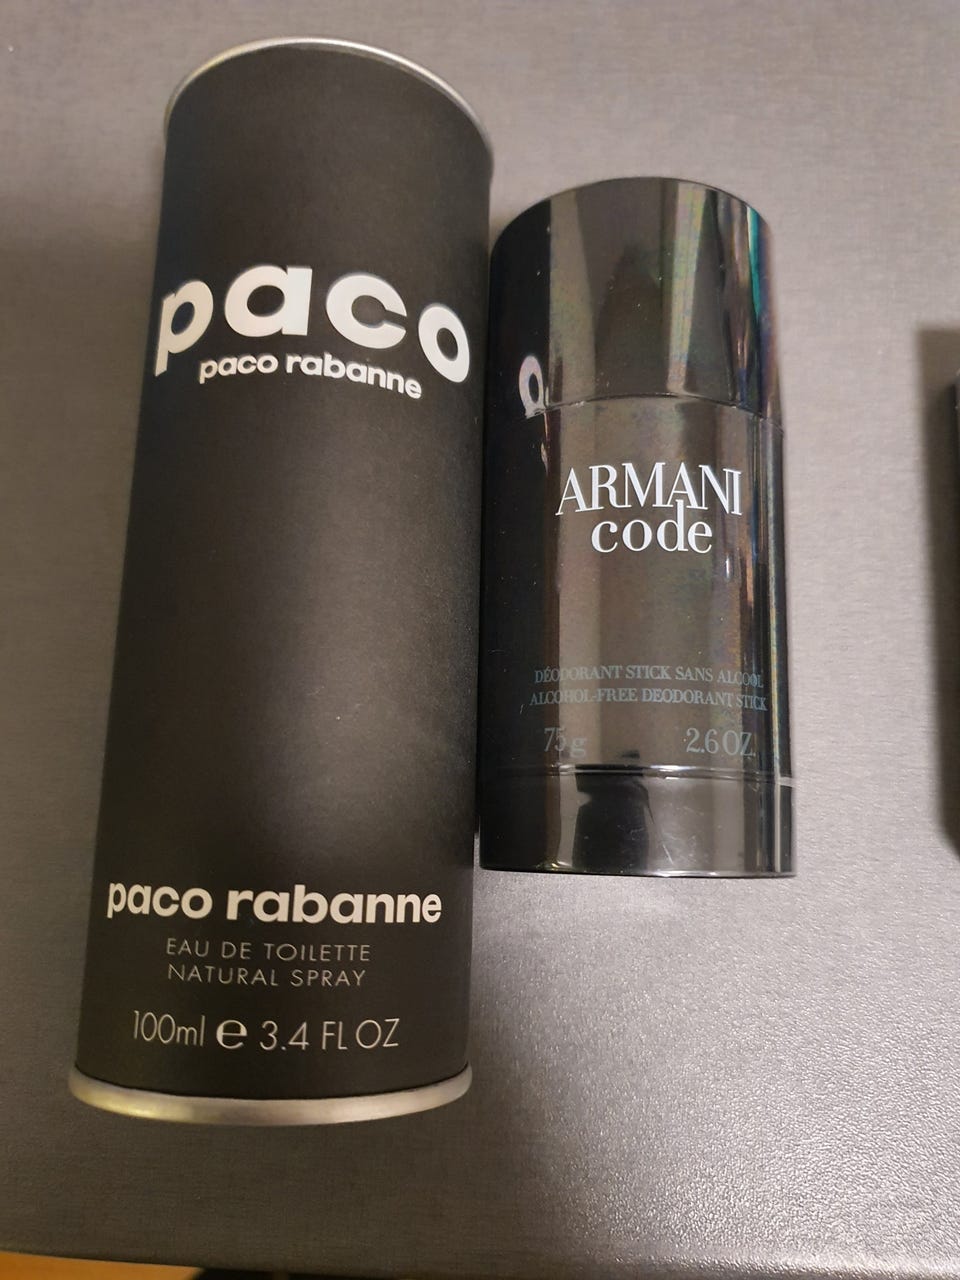 paco
paco rabanne
paco rabanne
EAU DE TOILETTE
NATURAL SPRAY
100ml e 3.4 FL OZ
ARMANI
code
DÉODORANT STICK SANS ALCOOL
ALCOHOL-FREE DEODORANT STICK
75 g 2.6 OZ.